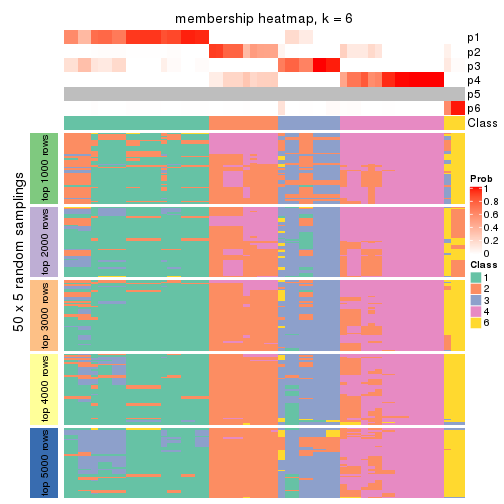 membership heatmap, k = 6
p1
p2
p3
p4
p5
p6
Class
50 x 5 random samplings
top 1000 rows
top 2000 rows
top 3000 rows
top 4000 rows
top 5000 rows
Prob
1
0.8
0.6
0.4
0.2
0
Class
1
2
3
4
6